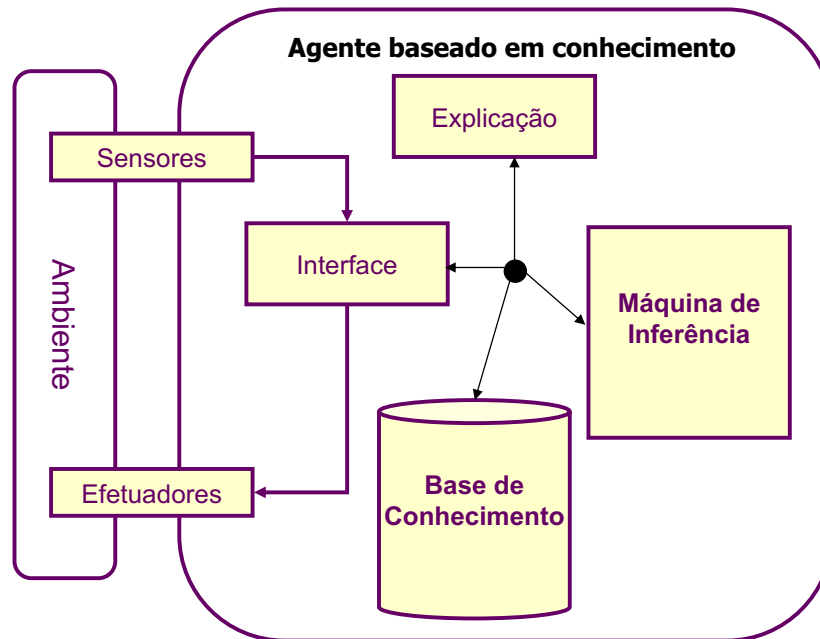 Agente baseado em conhecimento
Explicação
Sensores
Interface
Ambiente
Máquina de
Inferência
Base de
Conhecimento
Efetuadores